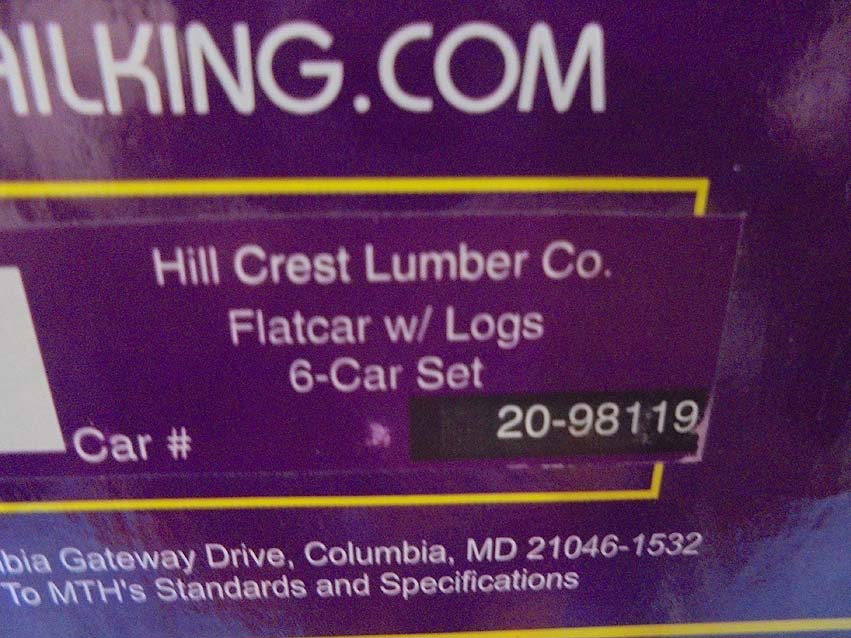 AILKING.COM
Hill Crest Lumber Co.
Flatcar w/ Logs
6-Car Set
20-98119
Car #
bia Gateway Drive, Columbia, MD 21046-1532
To MTH's Standards and Specifications